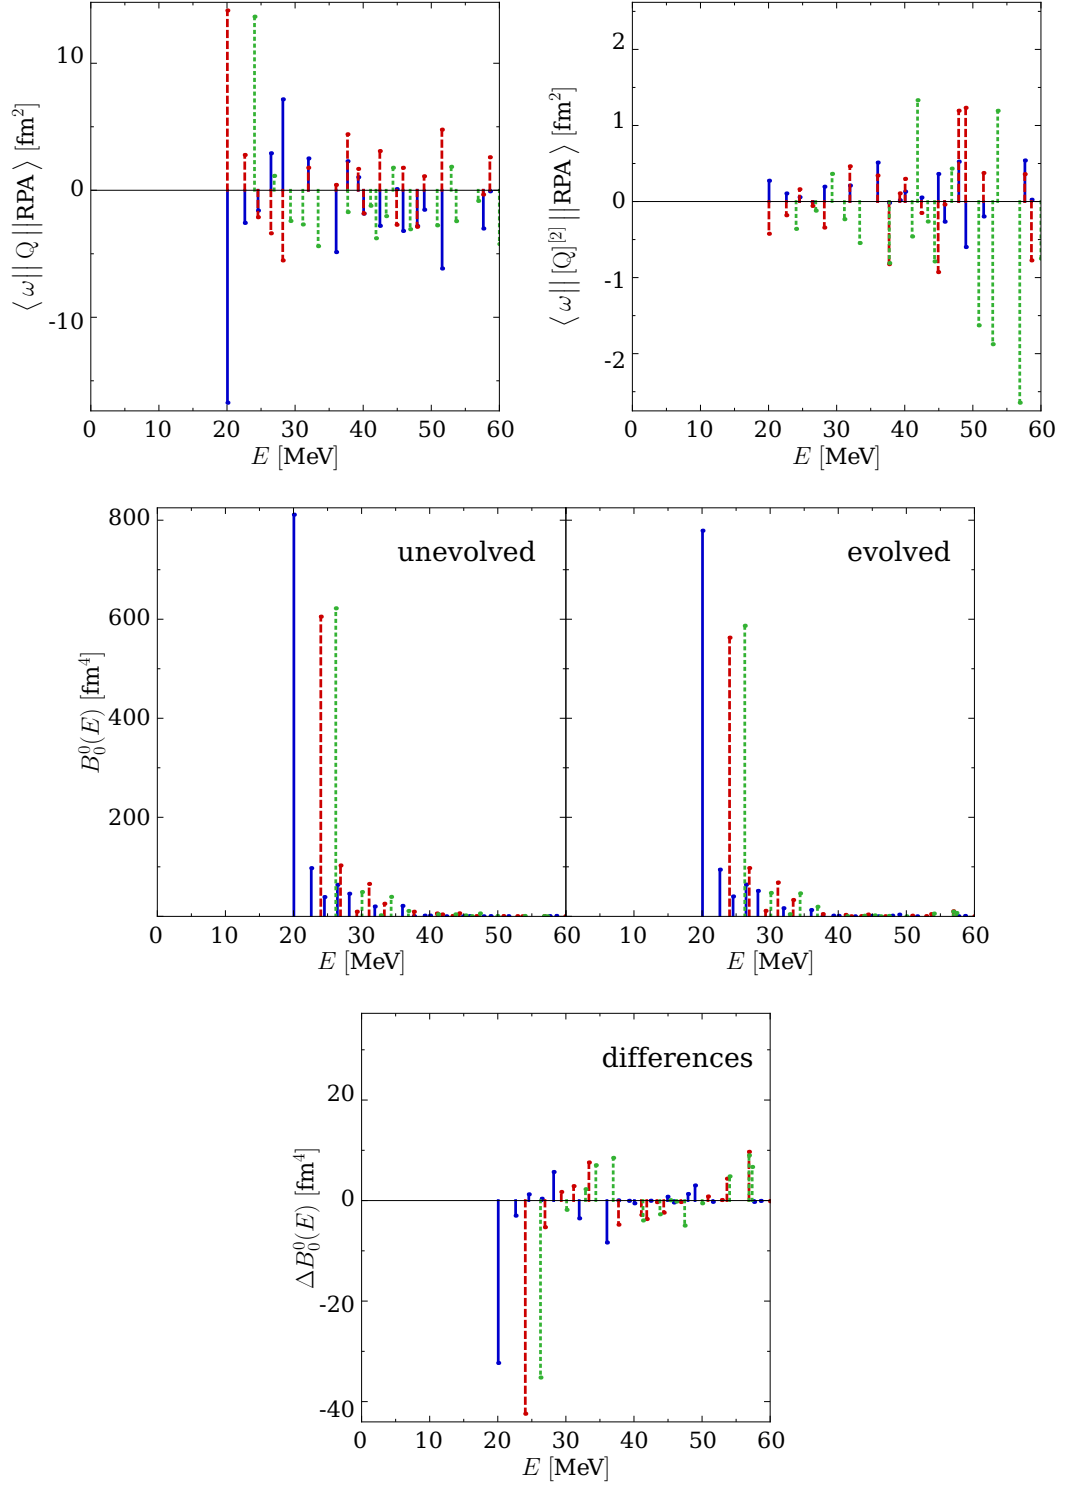 10
0
-10
⟨ ω|| Q ||RPA ⟩ [fm²]
0 10 20 30 40 50 60
E [MeV]
2
1
0
-1
-2
⟨ ω|| [Q]^[2] ||RPA ⟩ [fm²]
0 10 20 30 40 50 60
E [MeV]
unevolved
800
600
400
200
B₀⁰(E) [fm⁴]
0 10 20 30 40 50 60
E [MeV]
evolved
0 10 20 30 40 50 60
E [MeV]
differences
20
0
-20
-40
ΔB₀⁰(E) [fm⁴]
0 10 20 30 40 50 60
E [MeV]